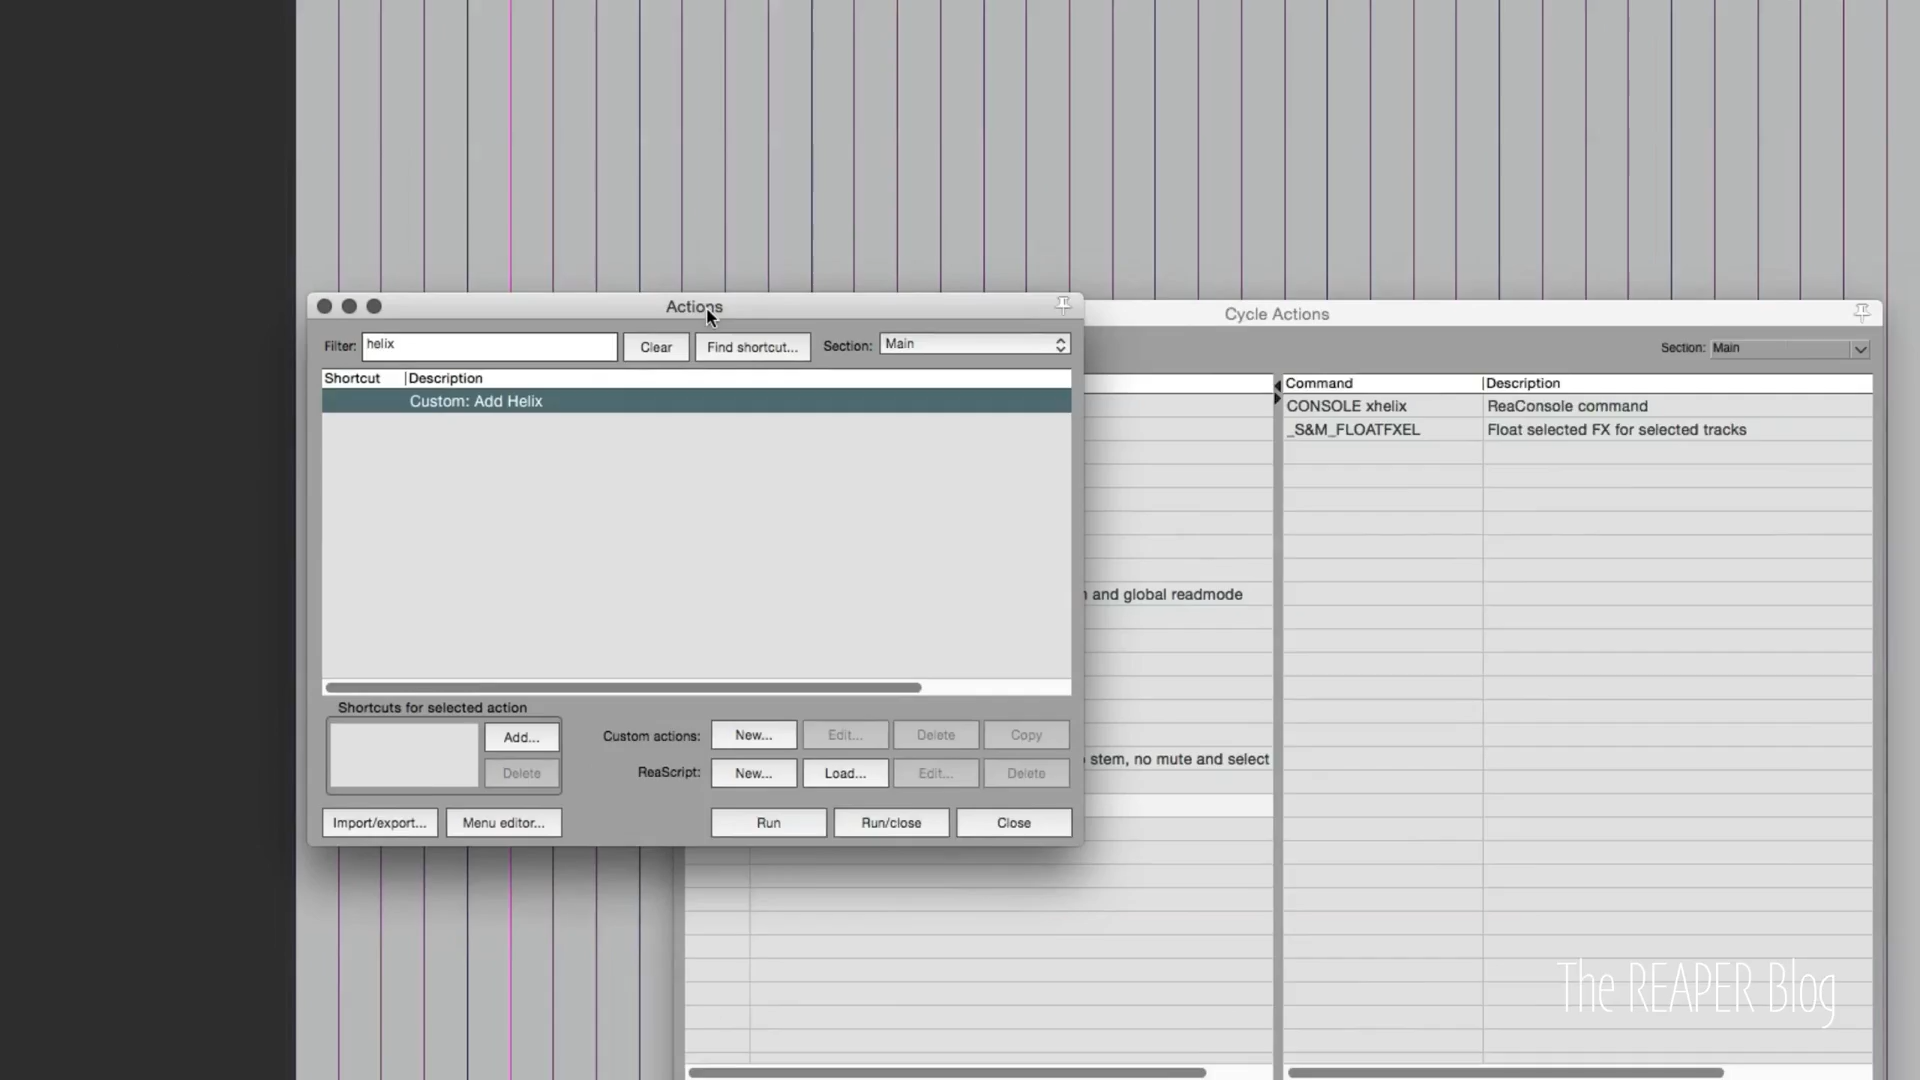 Actions
Filter: helix Clear Find shortcut... Section: Main
Shortcut Description
Custom: Add Helix
Shortcuts for selected action
Add...
Delete
Custom actions: New... Edit... Delete Copy
ReaScript: New... Load... Edit... Delete
Import/export... Menu editor... Run Run/close Close
Cycle Actions
Section: Main
and global readmode
stem, no mute and select
Command Description
CONSOLE xhelix ReaConsole command
_S&M_FLOATFXEL Float selected FX for selected tracks
The REAPER Blog